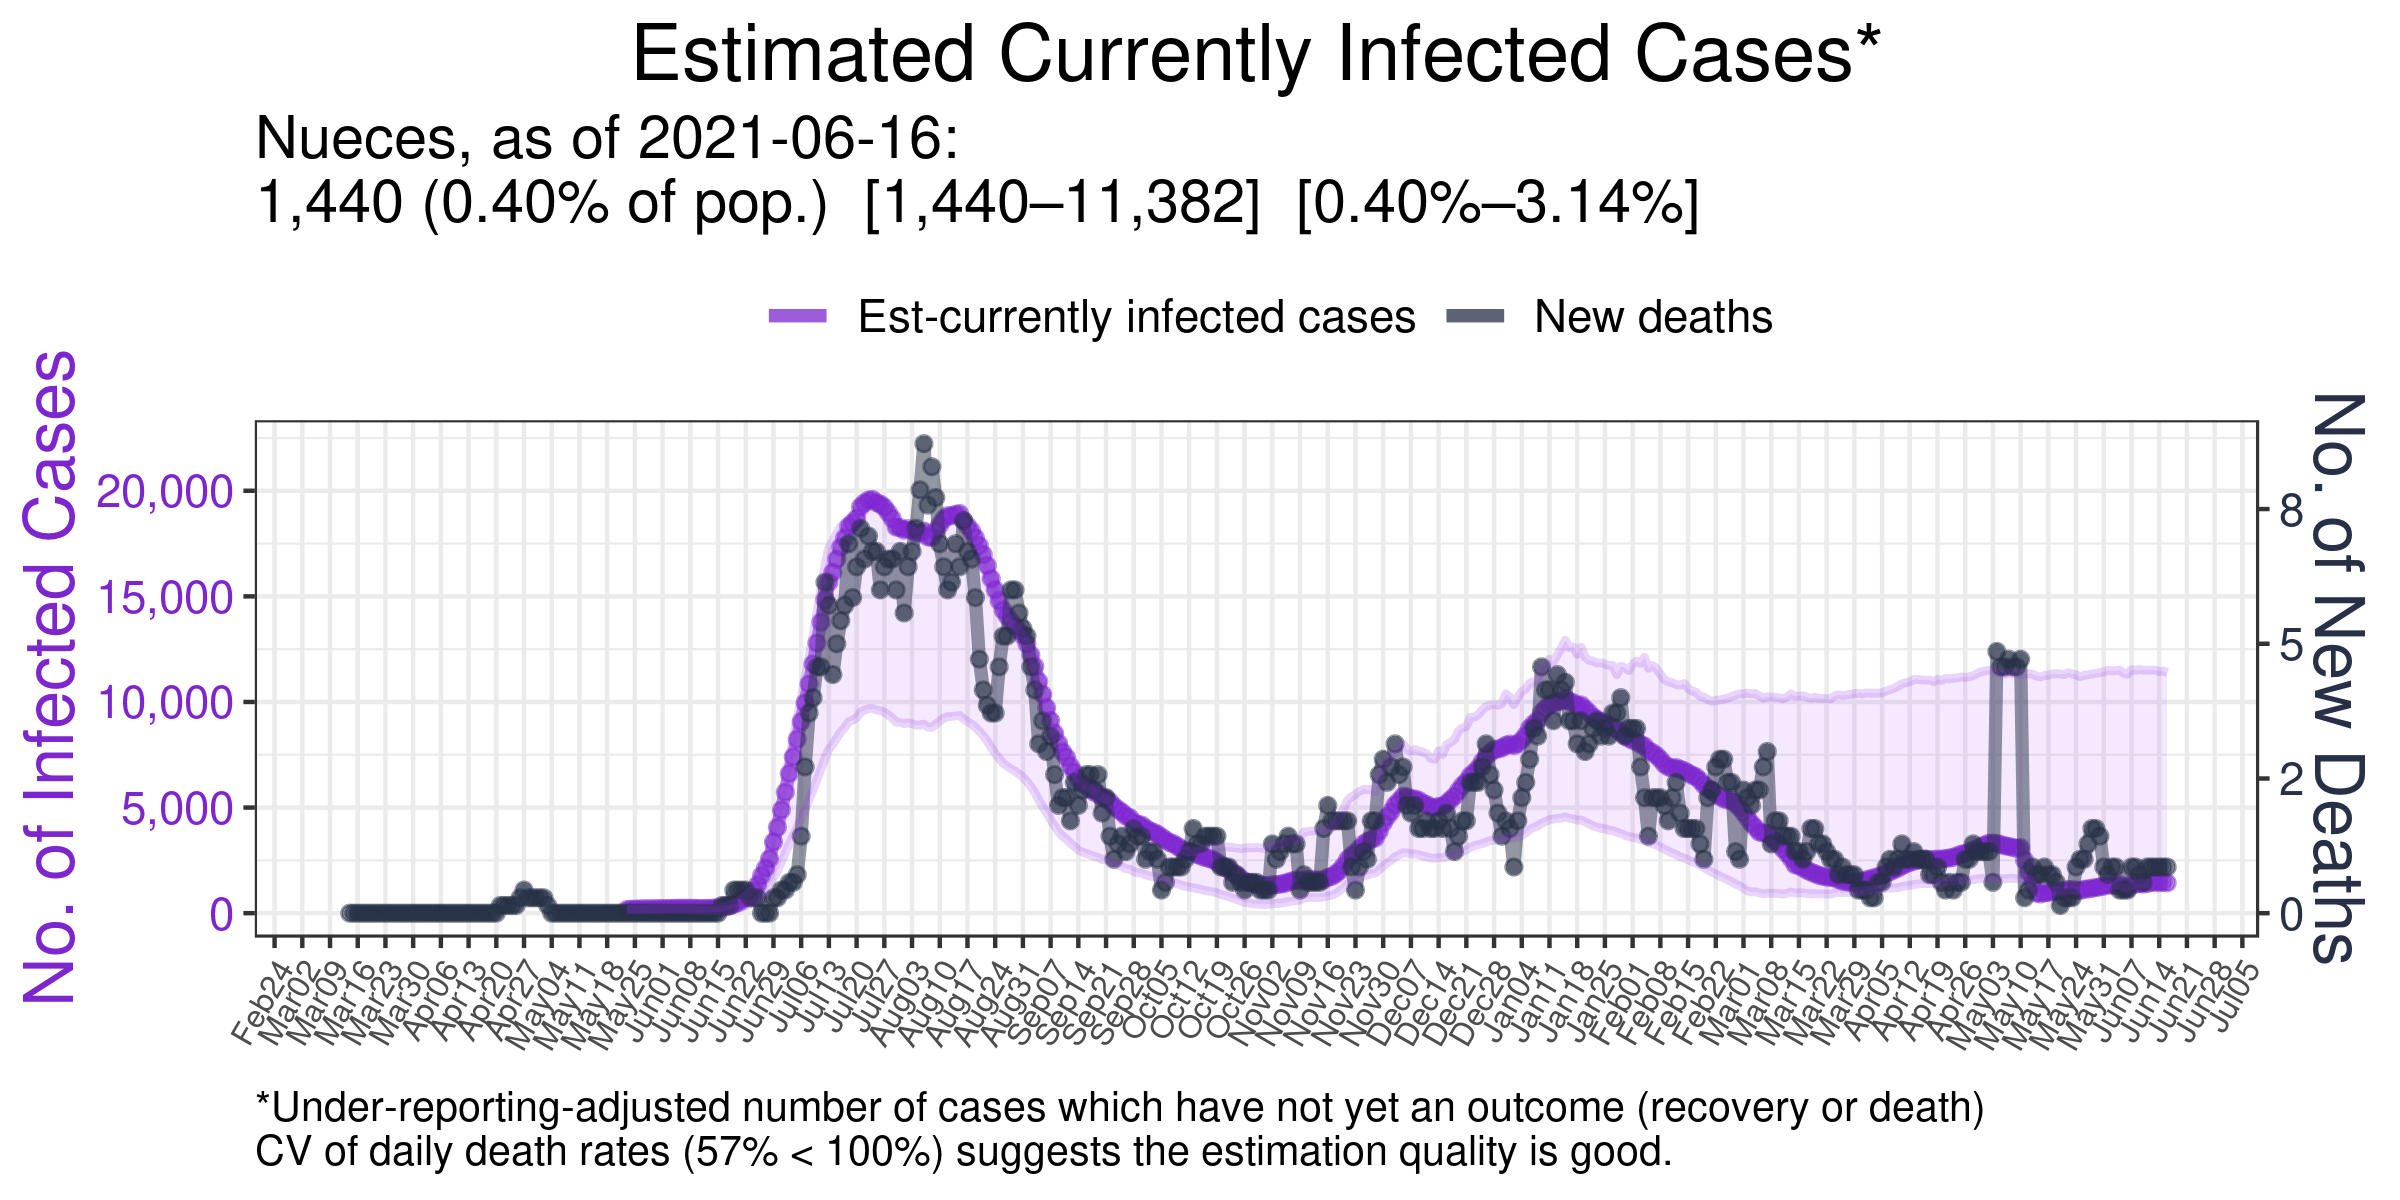 Estimated Currently Infected Cases*
Nueces, as of 2021-06-16:
1,440 (0.40% of pop.) [1,440–11,382] [0.40%–3.14%]
Est-currently infected cases
New deaths
No. of Infected Cases
20,000
15,000
10,000
5,000
0
8
5
2
0
No. of New Deaths
Feb24
Mar02
Mar09
Mar16
Mar23
Mar30
Apr06
Apr13
Apr20
Apr27
May04
May11
May18
May25
Jun01
Jun08
Jun15
Jun22
Jun29
Jul06
Jul13
Jul20
Jul27
Aug03
Aug10
Aug17
Aug24
Aug31
Sep07
Sep14
Sep21
Sep28
Oct05
Oct12
Oct19
Oct26
Nov02
Nov09
Nov16
Nov23
Nov30
Dec07
Dec14
Dec21
Dec28
Jan04
Jan11
Jan18
Jan25
Feb01
Feb08
Feb15
Feb22
Mar01
Mar08
Mar15
Mar22
Mar29
Apr05
Apr12
Apr19
Apr26
May03
May10
May17
May24
May31
Jun07
Jun14
Jun21
Jun28
Jul05
*Under-reporting-adjusted number of cases which have not yet an outcome (recovery or death)
CV of daily death rates (57% < 100%) suggests the estimation quality is good.